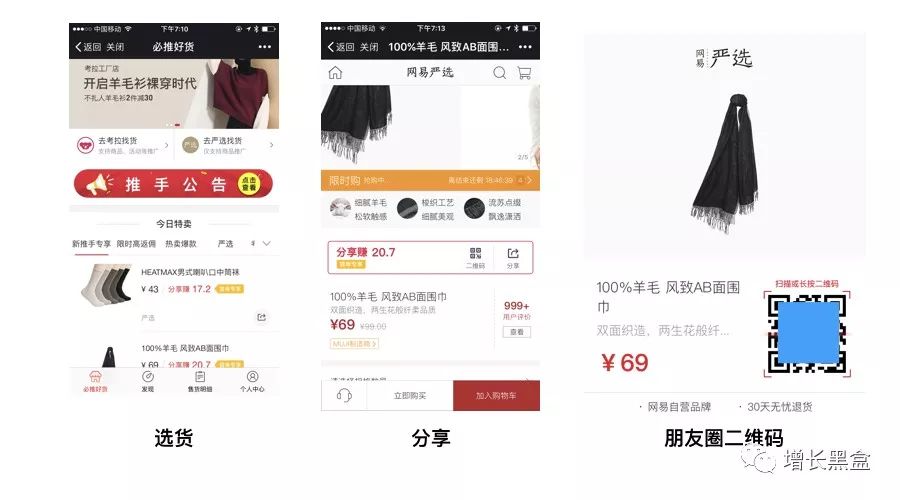 中国移动 下午7:10
返回 关闭 必推好货
考拉工厂店
开启羊毛衫裸穿时代
不扎人羊毛衫2件减30
去考拉找货
支持商品、活动等推广
严选
去严选找货
仅支持商品推广
推手公告
点击
查看
今日特卖
新推手专享 限时高返佣 热卖爆款 严选
HEATMAX男式喇叭口中筒袜
¥ 43 分享赚 17.2
严选
100%羊毛 风致AB面围巾
¥ 69 分享赚 20.7
必推好货 发现 售货明细 个人中心
选货
中国移动 下午7:13
返回 关闭 100%羊毛 风致AB面围...
网易严选
2/5
限时购 抢购中... 离结束还剩 18:46:39
细腻羊毛
松软触感
梭织工艺
细腻美观
流苏点缀
飘逸潇洒
分享赚 20.7
二维码
分享
100%羊毛 风致AB面围巾
双面织造，两生花般纤柔品质
¥69 ¥99.00
MUJI制造商
999+
用户评价
查看
立即购买
加入购物车
分享
网易严选
100%羊毛 风致AB面围
巾
双面织造，两生花般纤...
¥ 69
扫描或长按二维码
· 网易自营品牌 · 30天无忧退货
朋友圈二维码
增长黑盒